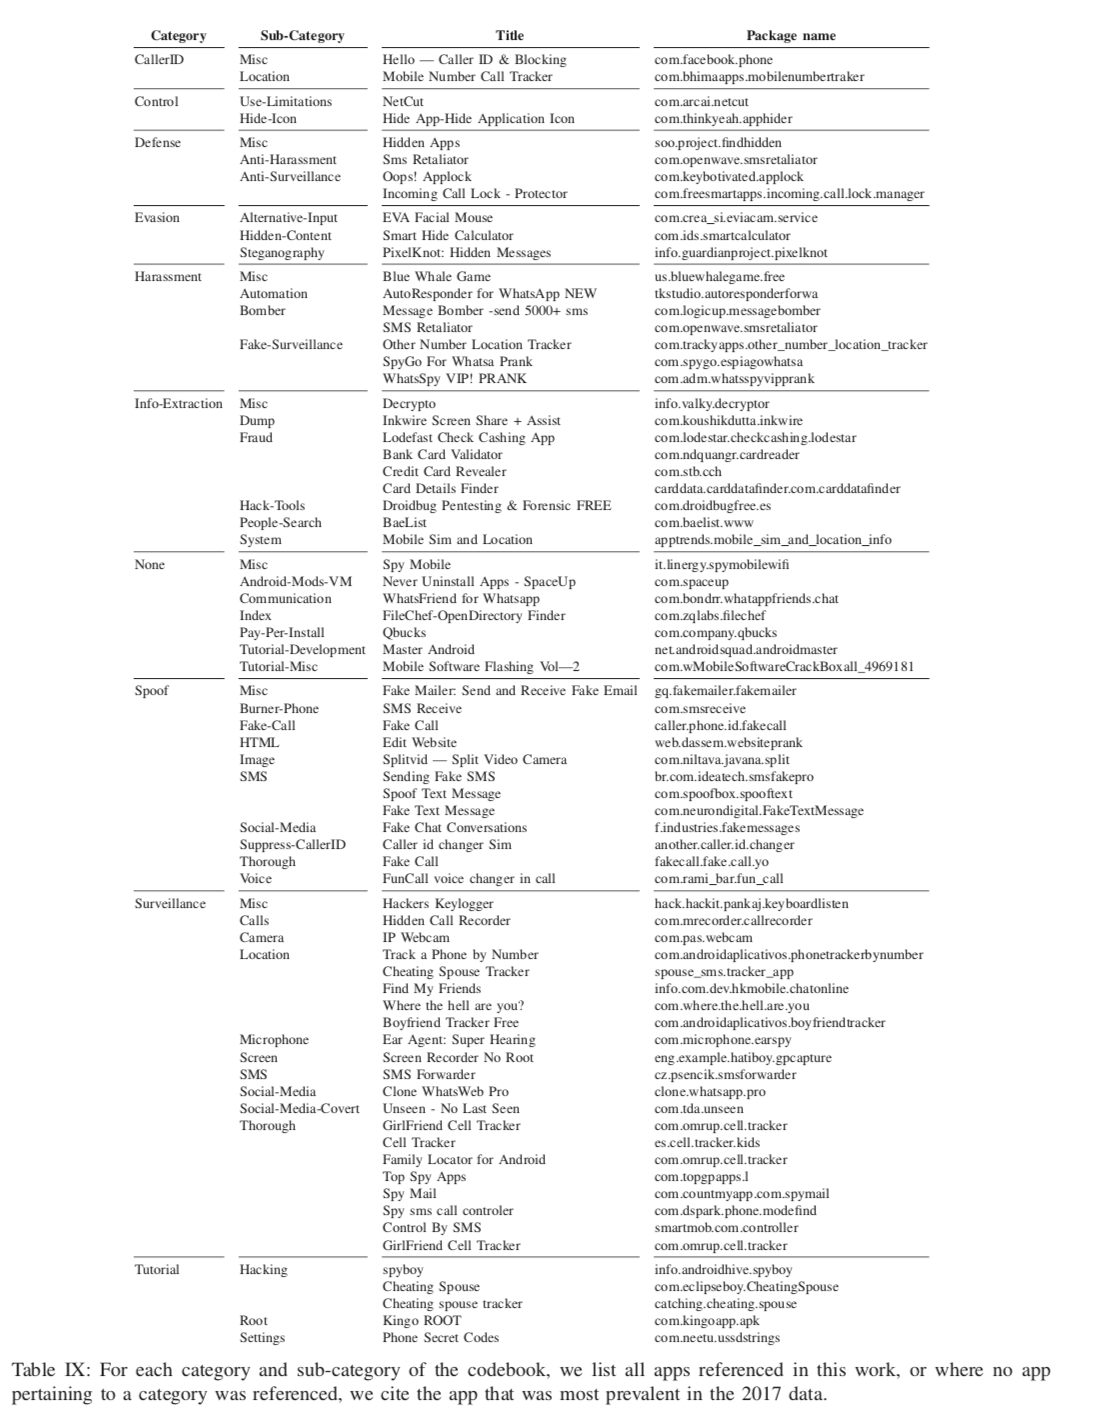 Category Sub-Category Title Package name
CallerID Misc Hello — Caller ID & Blocking com.facebook.phone
Location Mobile Number Call Tracker com.bhimaapps.mobilenumbertraker
Control Use-Limitations NetCut com.arcai.netcut
Hide-Icon Hide App-Hide Application Icon com.thinkyeah.apphider
Defense Misc Hidden Apps soo.project.findhidden
Anti-Harassment Sms Retaliator com.openwave.smsretaliator
Anti-Surveillance Oops! Applock com.keybotivated.applock
Incoming Call Lock - Protector com.freesmartapps.incoming.call.lock.manager
Evasion Alternative-Input EVA Facial Mouse com.crea_si.eviacam.service
Hidden-Content Smart Hide Calculator com.ids.smartcalculator
Steganography PixelKnot: Hidden Messages info.guardianproject.pixelknot
Harassment Misc Blue Whale Game us.bluewhalegame.free
Automation AutoResponder for WhatsApp NEW tkstudio.autoresponderforwa
Bomber Message Bomber -send 5000+ sms com.logicup.messagebomber
SMS Retaliator com.openwave.smsretaliator
Fake-Surveillance Other Number Location Tracker com.trackyapps.other_number_location_tracker
SpyGo For Whatsa Prank com.spygo.espiagowhatsa
WhatsSpy VIP! PRANK com.adm.whatsspyvipprank
Info-Extraction Misc Decrypto info.valky.decryptor
Dump Inkwire Screen Share + Assist com.koushikdutta.inkwire
Fraud Lodefast Check Cashing App com.lodestar.checkcashing.lodestar
Bank Card Validator com.ndquangr.cardreader
Credit Card Revealer com.stb.cch
Card Details Finder carddata.carddatafinder.com.carddatafinder
Hack-Tools Droidbug Pentesting & Forensic FREE com.droidbugfree.es
People-Search BaeList com.baelist.www
System Mobile Sim and Location apptrends.mobile_sim_and_location_info
None Misc Spy Mobile it.linergy.spymobilewifi
Android-Mods-VM Never Uninstall Apps - SpaceUp com.spaceup
Communication WhatsFriend for Whatsapp com.bondrr.whatappfriends.chat
Index FileChef-OpenDirectory Finder com.zqlabs.filechef
Pay-Per-Install Qbucks com.company.qbucks
Tutorial-Development Master Android net.androidsquad.androidmaster
Tutorial-Misc Mobile Software Flashing Vol—2 com.wMobileSoftwareCrackBoxall_4969181
Spoof Misc Fake Mailer: Send and Receive Fake Email gq.fakemailer.fakemailer
Burner-Phone SMS Receive com.smsreceive
Fake-Call Fake Call caller.phone.id.fakecall
HTML Edit Website web.dassem.websiteprank
Image Splitvid — Split Video Camera com.niltava.javana.split
SMS Sending Fake SMS br.com.ideatech.smsfakepro
Spoof Text Message com.spoofbox.spooftext
Fake Text Message com.neurondigital.FakeTextMessage
Social-Media Fake Chat Conversations f.industries.fakemessages
Suppress-CallerID Caller id changer Sim another.caller.id.changer
Thorough Fake Call fakecall.fake.call.yo
Voice FunCall voice changer in call com.rami_bar.fun_call
Surveillance Misc Hackers Keylogger hack.hackit.pankaj.keyboardlisten
Calls Hidden Call Recorder com.mrecorder.callrecorder
Camera IP Webcam com.pas.webcam
Location Track a Phone by Number com.androidaplicativos.phonetrackerbynumber
Cheating Spouse Tracker spouse_sms.tracker_app
Find My Friends info.com.dev.hkmobile.chatonline
Where the hell are you? com.where.the.hell.are.you
Boyfriend Tracker Free com.androidaplicativos.boyfriendtracker
Microphone Ear Agent: Super Hearing com.microphone.earspy
Screen Screen Recorder No Root eng.example.hatiboy.gpcapture
SMS SMS Forwarder cz.psencik.smsforwarder
Social-Media Clone WhatsWeb Pro clone.whatsapp.pro
Social-Media-Covert Unseen - No Last Seen com.tda.unseen
Thorough GirlFriend Cell Tracker com.omrup.cell.tracker
Cell Tracker es.cell.tracker.kids
Family Locator for Android com.omrup.cell.tracker
Top Spy Apps com.topgpapps.l
Spy Mail com.countmyapp.com.spymail
Spy sms call controler com.dspark.phone.modefind
Control By SMS smartmob.com.controller
GirlFriend Cell Tracker com.omrup.cell.tracker
Tutorial Hacking spyboy info.androidhive.spyboy
Cheating Spouse com.eclipseboy.CheatingSpouse
Cheating spouse tracker catching.cheating.spouse
Root Kingo ROOT com.kingoapp.apk
Settings Phone Secret Codes com.neetu.ussdstrings
Table IX: For each category and sub-category of the codebook, we list all apps referenced in this work, or where no app
pertaining to a category was referenced, we cite the app that was most prevalent in the 2017 data.